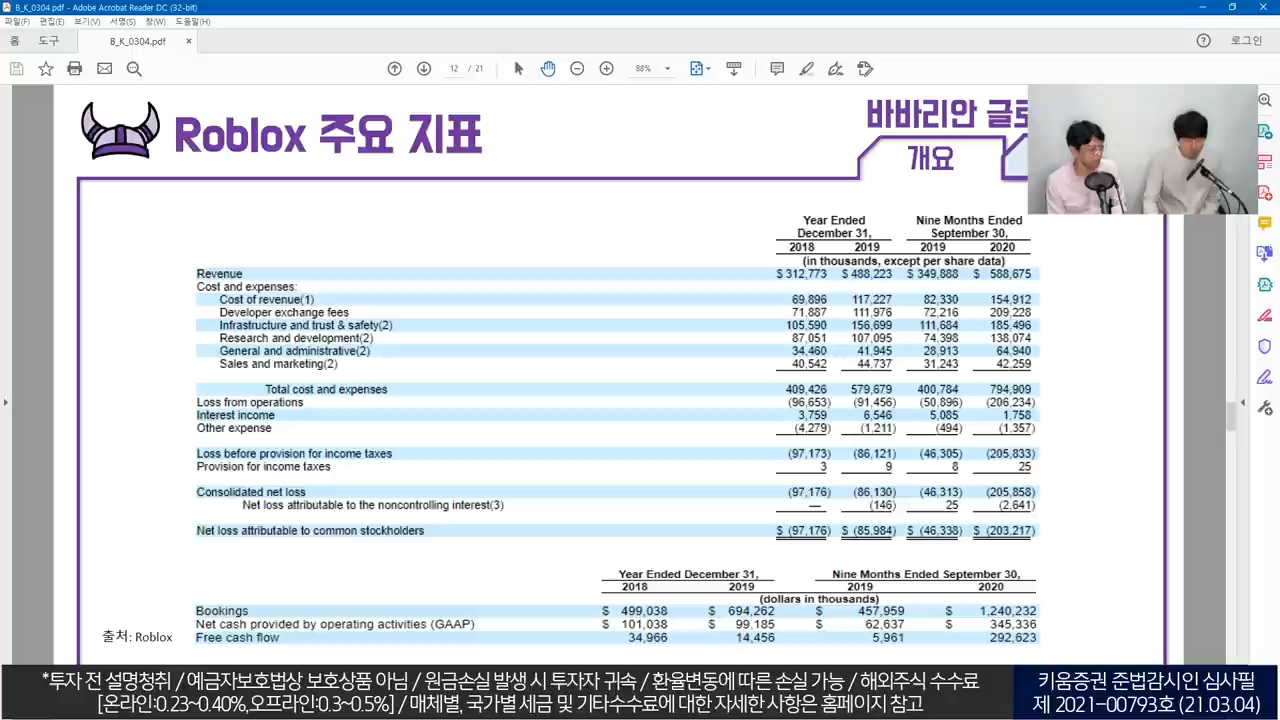 B_K_0304.pdf - Adobe Acrobat Reader DC (32-bit)
파일(F) 편집(E) 보기(V) 서명(S) 창(W) 도움말(H)
홈 도구 B_K_0304.pdf × 로그인
12 / 21 88%
Roblox 주요 지표
바바리안 글로
개요
Year Ended December 31, Nine Months Ended September 30,
2018 2019 2019 2020
(in thousands, except per share data)
Revenue $ 312,773 $ 488,223 $ 349,888 $ 588,675
Cost and expenses:
Cost of revenue(1) 69,896 117,227 82,330 154,912
Developer exchange fees 71,887 111,976 72,216 209,228
Infrastructure and trust & safety(2) 105,590 156,699 111,684 185,496
Research and development(2) 87,051 107,095 74,398 138,074
General and administrative(2) 34,460 41,945 28,913 64,940
Sales and marketing(2) 40,542 44,737 31,243 42,259
Total cost and expenses 409,426 579,679 400,784 794,909
Loss from operations (96,653) (91,456) (50,896) (206,234)
Interest income 3,759 6,546 5,085 1,758
Other expense (4,279) (1,211) (494) (1,357)
Loss before provision for income taxes (97,173) (86,121) (46,305) (205,833)
Provision for income taxes 3 9 8 25
Consolidated net loss (97,176) (86,130) (46,313) (205,858)
Net loss attributable to the noncontrolling interest(3) — (146) 25 (2,641)
Net loss attributable to common stockholders $ (97,176) $ (85,984) $ (46,338) $ (203,217)
Year Ended December 31, Nine Months Ended September 30,
2018 2019 2019 2020
(dollars in thousands)
Bookings $ 499,038 $ 694,262 $ 457,959 $ 1,240,232
Net cash provided by operating activities (GAAP) $ 101,038 $ 99,185 $ 62,637 $ 345,336
Free cash flow 34,966 14,456 5,961 292,623
출처: Roblox
*투자 전 설명청취 / 예금자보호법상 보호상품 아님 / 원금손실 발생 시 투자자 귀속 / 환율변동에 따른 손실 가능 / 해외주식 수수료
[온라인:0.23~0.40%,오프라인:0.3~0.5%] / 매체별, 국가별 세금 및 기타수수료에 대한 자세한 사항은 홈페이지 참고
키움증권 준법감시인 심사필
제 2021-00793호 (21.03.04)